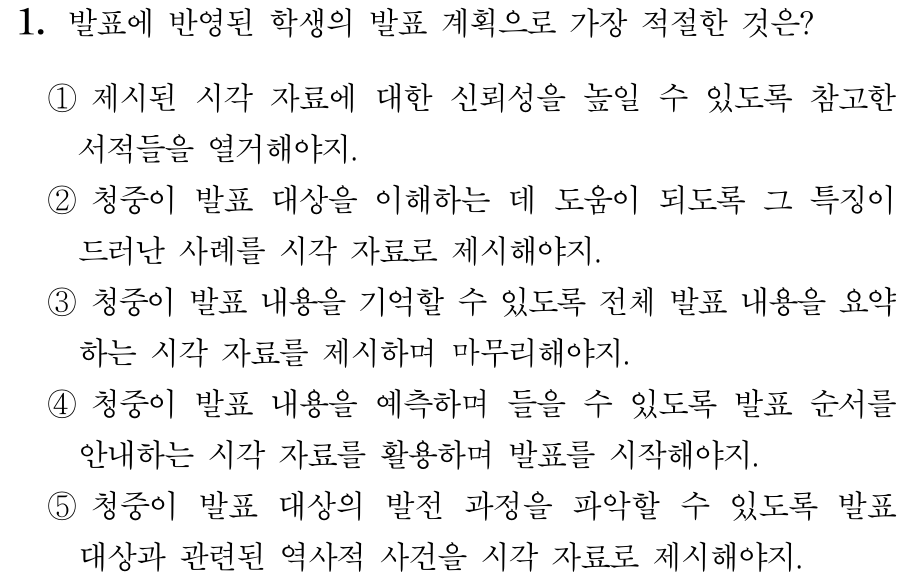 1. 발표에 반영된 학생의 발표 계획으로 가장 적절한 것은?
① 제시된 시각 자료에 대한 신뢰성을 높일 수 있도록 참고한
서적들을 열거해야지.
② 청중이 발표 대상을 이해하는 데 도움이 되도록 그 특징이
드러난 사례를 시각 자료로 제시해야지.
③ 청중이 발표 내용을 기억할 수 있도록 전체 발표 내용을 요약
하는 시각 자료를 제시하며 마무리해야지.
④ 청중이 발표 내용을 예측하며 들을 수 있도록 발표 순서를
안내하는 시각 자료를 활용하며 발표를 시작해야지.
⑤ 청중이 발표 대상의 발전 과정을 파악할 수 있도록 발표
대상과 관련된 역사적 사건을 시각 자료로 제시해야지.